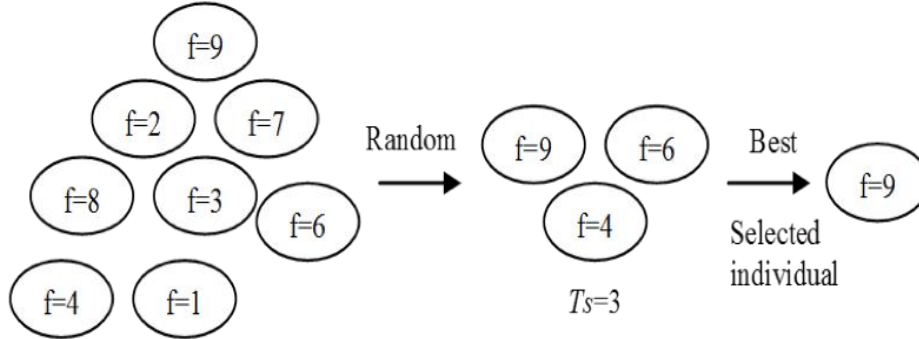 f=9
f=2
f=7
f=8
f=3
f=6
f=4
f=1
Random
f=9
f=6
f=4
Ts=3
Best
Selected
individual
f=9